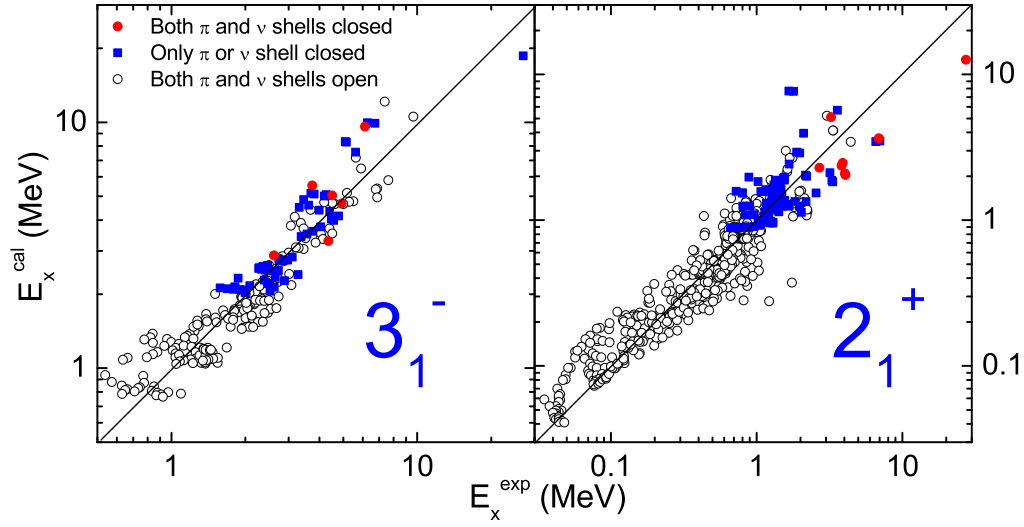 Both π and ν shells closed
Only π or ν shell closed
Both π and ν shells open
E_x^cal (MeV)
10
1
3_1^-
2_1^+
10
1
0.1
1
10
0.1
1
10
E_x^exp (MeV)